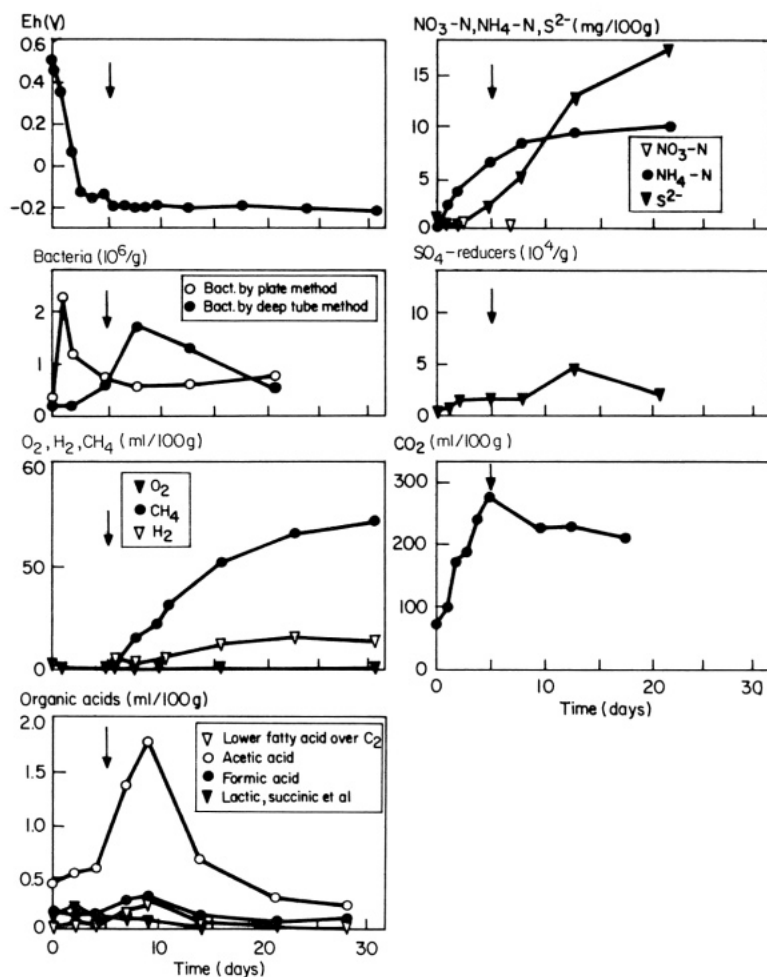 Eh(V)
0.6
0.4
0.2
0
-0.2
NO₃-N, NH₄-N, S²⁻ (mg/100g)
15
10
5
0
NO₃-N
NH₄-N
S²⁻
Bacteria (10⁶/g)
2
1
0
Bact. by plate method
Bact. by deep tube method
SO₄-reducers (10⁴/g)
10
5
0
O₂, H₂, CH₄ (ml/100g)
60
50
0
O₂
CH₄
H₂
CO₂ (ml/100g)
300
200
100
0
0 10 20 30
Time (days)
Organic acids (ml/100g)
2.0
1.5
1.0
0.5
0
Lower fatty acid over C₂
Acetic acid
Formic acid
Lactic, succinic et al
0 10 20 30
Time (days)